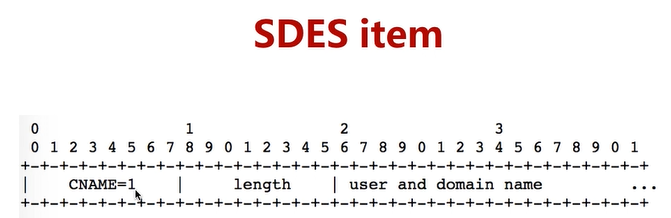 SDES item
0 1 2 3
0 1 2 3 4 5 6 7 8 9 0 1 2 3 4 5 6 7 8 9 0 1 2 3 4 5 6 7 8 9 0 1
+-+-+-+-+-+-+-+-+-+-+-+-+-+-+-+-+-+-+-+-+-+-+-+-+-+-+-+-+-+-+-+-+
| CNAME=1 | length | user and domain name ...
+-+-+-+-+-+-+-+-+-+-+-+-+-+-+-+-+-+-+-+-+-+-+-+-+-+-+-+-+-+-+-+-+